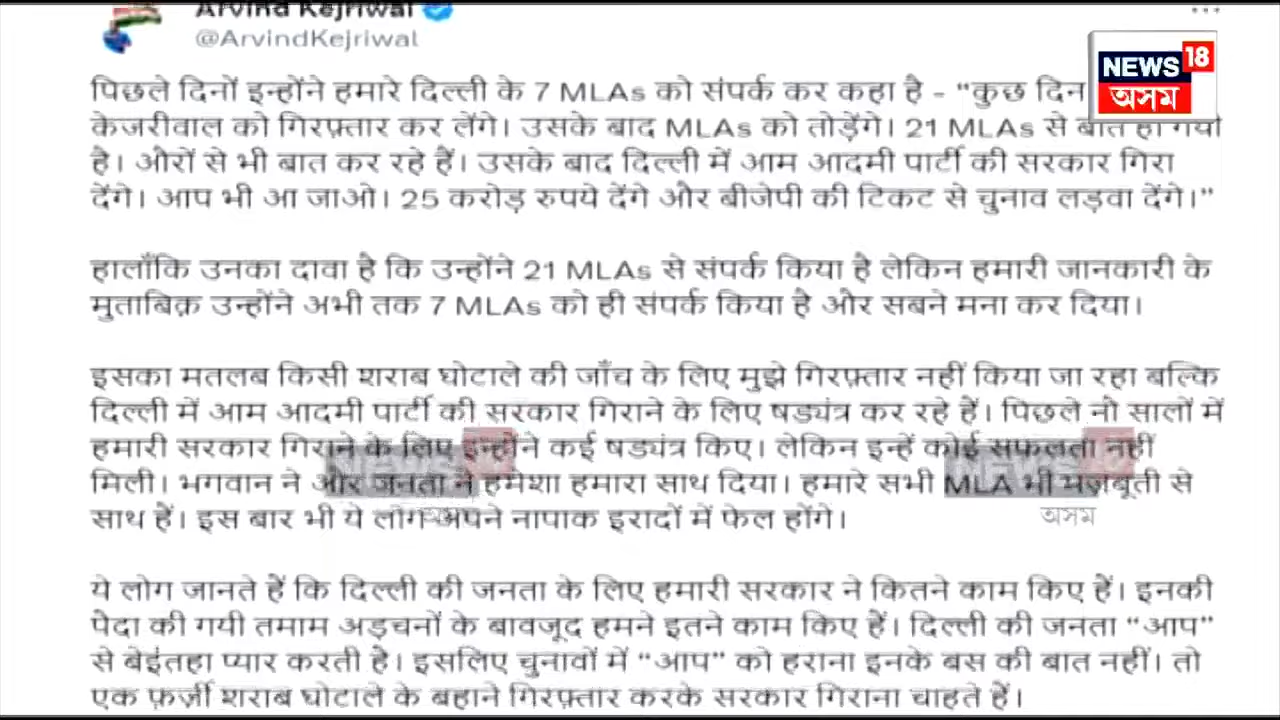 Arvind Kejriwal
@ArvindKejriwal
NEWS 18
অসম
पिछले दिनों इन्होंने हमारे दिल्ली के 7 MLAs को संपर्क कर कहा है - “कुछ दिन
केजरीवाल को गिरफ़्तार कर लेंगे। उसके बाद MLAs को तोड़ेंगे। 21 MLAs से बात हो गयी
है। औरों से भी बात कर रहे हैं। उसके बाद दिल्ली में आम आदमी पार्टी की सरकार गिरा
देंगे। आप भी आ जाओ। 25 करोड़ रुपये देंगे और बीजेपी की टिकट से चुनाव लड़वा देंगे।”
हालाँकि उनका दावा है कि उन्होंने 21 MLAs से संपर्क किया है लेकिन हमारी जानकारी के
मुताबिक़ उन्होंने अभी तक 7 MLAs को ही संपर्क किया है और सबने मना कर दिया।
इसका मतलब किसी शराब घोटाले की जाँच के लिए मुझे गिरफ़्तार नहीं किया जा रहा बल्कि
दिल्ली में आम आदमी पार्टी की सरकार गिराने के लिए षड्यंत्र कर रहे हैं। पिछले नौ सालों में
हमारी सरकार गिराने के लिए इन्होंने कई षड्यंत्र किए। लेकिन इन्हें कोई सफलता नहीं
मिली। भगवान ने और जनता ने हमेशा हमारा साथ दिया। हमारे सभी MLA भी मज़बूती से
साथ हैं। इस बार भी ये लोग अपने नापाक इरादों में फेल होंगे।
NEWS 18
NEWS 18
অসম
ये लोग जानते हैं कि दिल्ली की जनता के लिए हमारी सरकार ने कितने काम किए हैं। इनकी
पैदा की गयी तमाम अड़चनों के बावजूद हमने इतने काम किए हैं। दिल्ली की जनता “आप”
से बेइंतहा प्यार करती है। इसलिए चुनावों में “आप” को हराना इनके बस की बात नहीं। तो
एक फ़र्ज़ी शराब घोटाले के बहाने गिरफ़्तार करके सरकार गिराना चाहते हैं।